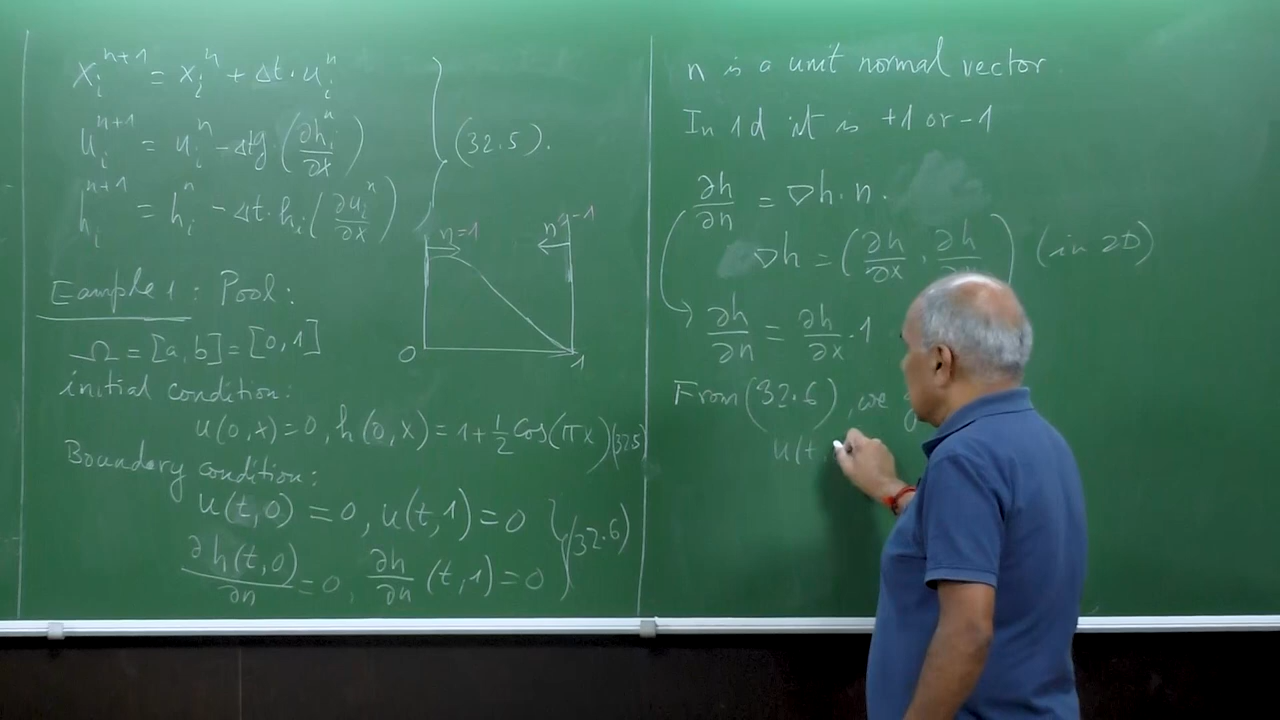 x_i^{n+1} = x_i^n + Δt · u_i^n
u_i^{n+1} = u_i^n - Δtg · (∂h_i^n/∂x)
(32.5).
h_i^{n+1} = h_i^n - Δt · h_i (∂u_i^n/∂x)
n=1
n=-1
0
1
Eample 1 : Pool :
Ω = [a, b] = [0, 1]
initial condition:
u(0,x) = 0, h(0,x) = 1 + 1/2 Cos(πx) (32.5)
Boundary condition:
u(t,0) = 0, u(t,1) = 0
(32.6)
∂h(t,0)/∂n = 0, ∂h/∂n (t,1) = 0
n is a unit normal vector
In 1d it is +1 or -1
∂h/∂n = ∇h · n.
∇h = (∂h/∂x, ∂h/∂) (in 2D)
∂h/∂n = ∂h/∂x · 1
From (32.6), we
u(t